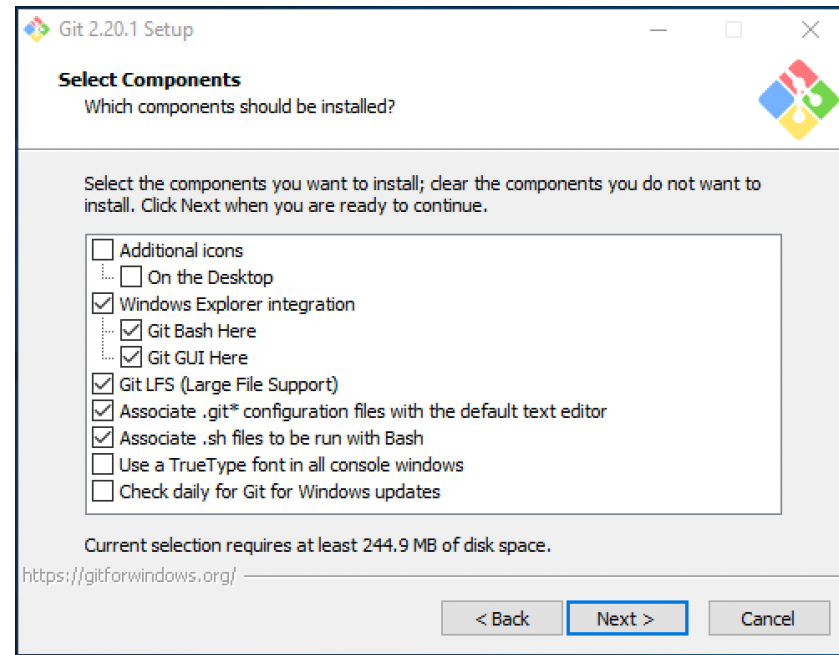 Git 2.20.1 Setup
Select Components
Which components should be installed?
Select the components you want to install; clear the components you do not want to
install. Click Next when you are ready to continue.
Additional icons
On the Desktop
Windows Explorer integration
Git Bash Here
Git GUI Here
Git LFS (Large File Support)
Associate .git* configuration files with the default text editor
Associate .sh files to be run with Bash
Use a TrueType font in all console windows
Check daily for Git for Windows updates
Current selection requires at least 244.9 MB of disk space.
https://gitforwindows.org/
< Back Next > Cancel